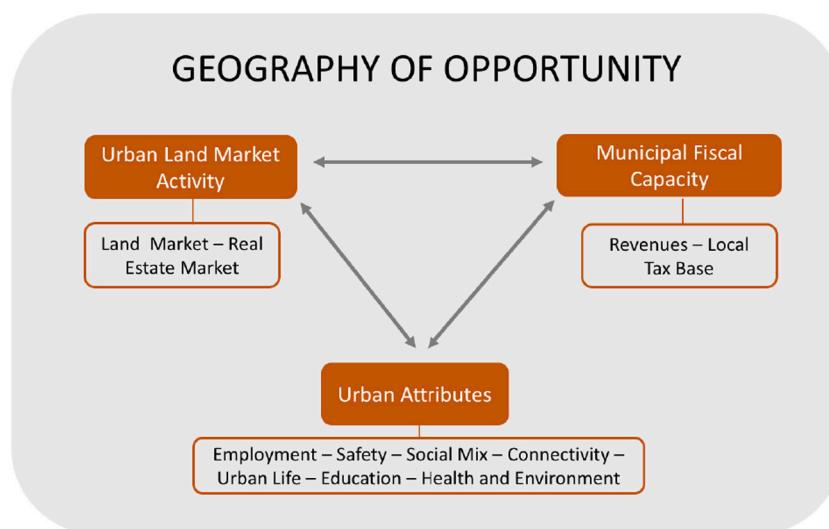 GEOGRAPHY OF OPPORTUNITY
Urban Land Market
Activity
Land Market – Real
Estate Market
Municipal Fiscal
Capacity
Revenues – Local
Tax Base
Urban Attributes
Employment – Safety – Social Mix – Connectivity –
Urban Life – Education – Health and Environment